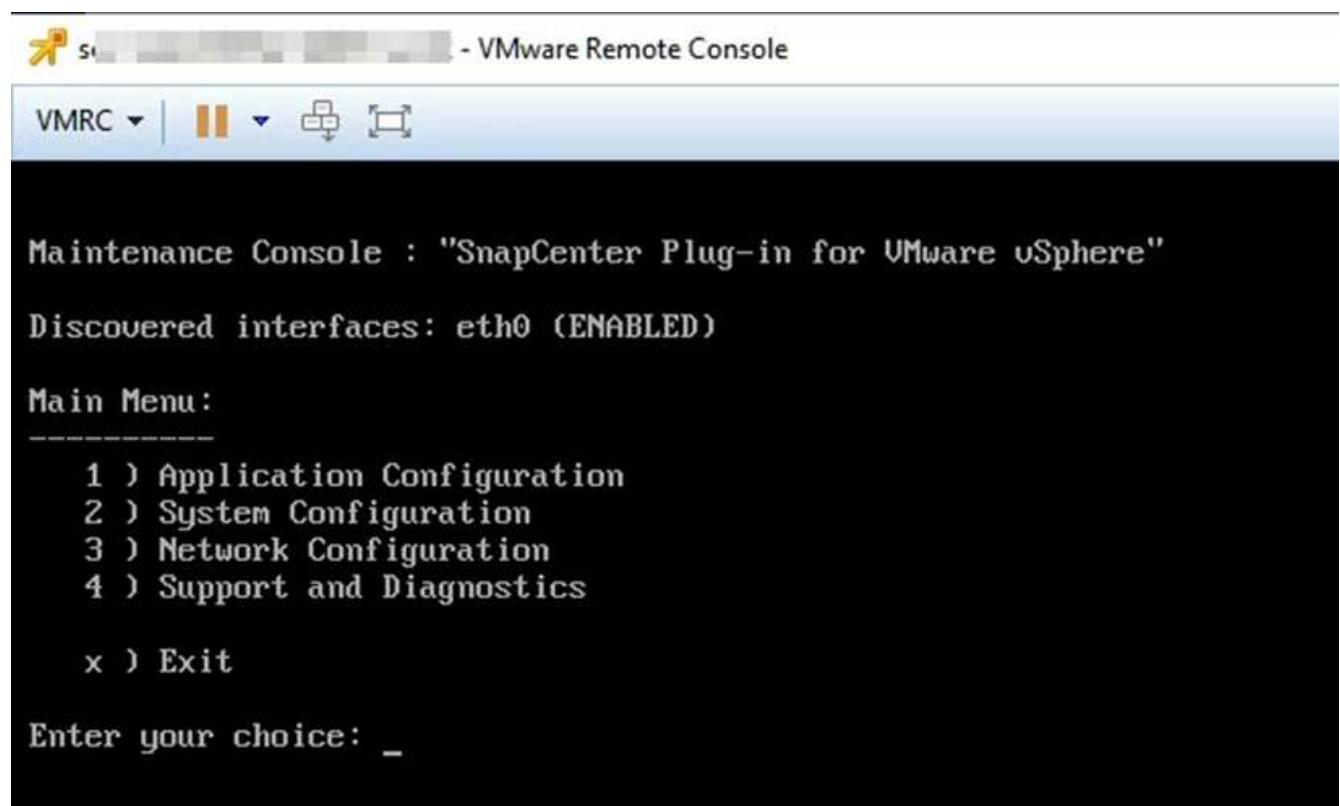 - VMware Remote Console
VMRC
Maintenance Console : "SnapCenter Plug-in for VMware vSphere"
Discovered interfaces: eth0 (ENABLED)
Main Menu:
----------
1 ) Application Configuration
2 ) System Configuration
3 ) Network Configuration
4 ) Support and Diagnostics
x ) Exit
Enter your choice: _